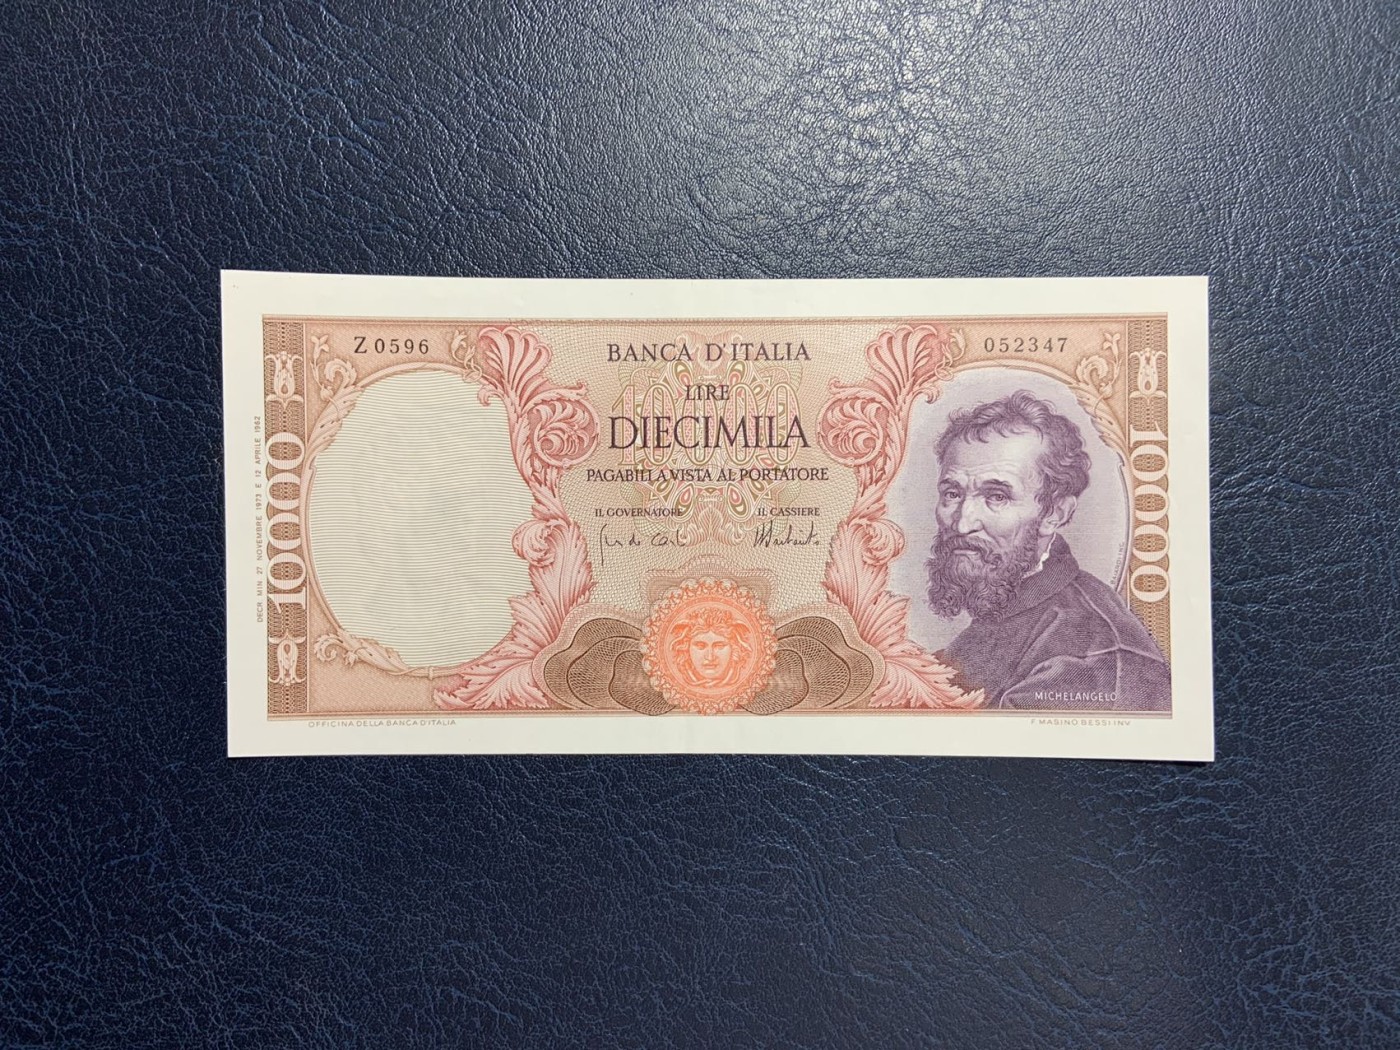 Z 0596
052347
BANCA D'ITALIA
LIRE
10000
DIECIMILA
PAGABILI A VISTA AL PORTATORE
IL GOVERNATORE IL CASSIERE
10000
10000
DECR. MIN. 27 NOVEMBRE 1973 E 12 APRILE 1962
MICHELANGELO
OFFICINA DELLA BANCA D'ITALIA
F. MASINO BESSI INV.